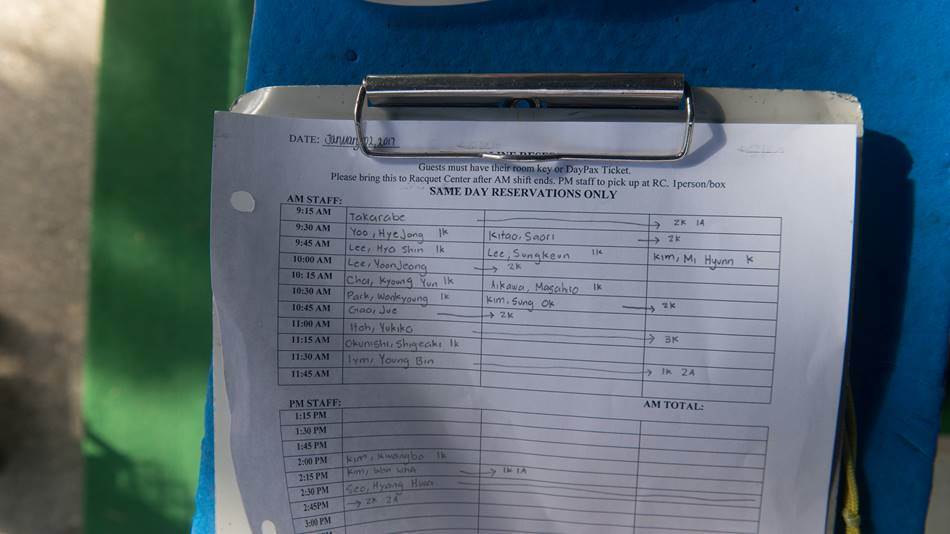 DATE: January 02, 2017
Guests must have their room key or DayPax Ticket.
Please bring this to Racquet Center after AM shift ends. PM staff to pick up at RC. 1person/box
SAME DAY RESERVATIONS ONLY
AM STAFF:
9:15 AM Takarabe → 2K 1A
9:30 AM Yoo, HyeJong 1k Kitao, Saori → 2K
9:45 AM Lee, Hyo Shin 1k Lee, Sungkeun 1k Kim, Mi Hyunn K
10:00 AM Lee, YoonJeong → 2K
10:15 AM Choi, Kyoung Yun 1k Aikawa, Masahio 1k
10:30 AM Park, Wonkyoung 1k Kim, Sung Ok → 2K
10:45 AM Gao, Jue → 2K
11:00 AM Itoh, Yukiko → 3K
11:15 AM Okunishi, Shigeaki 1k
11:30 AM Iym, Young Bin → 1K 2A
11:45 AM
PM STAFF: AM TOTAL:
1:15 PM
1:30 PM
1:45 PM
2:00 PM Kim, Kwangbo 1k
2:15 PM Kim, Won Wha → 1K 1A
2:30 PM Seo, Hyang Hwan
2:45PM → 2K 2A
3:00 PM